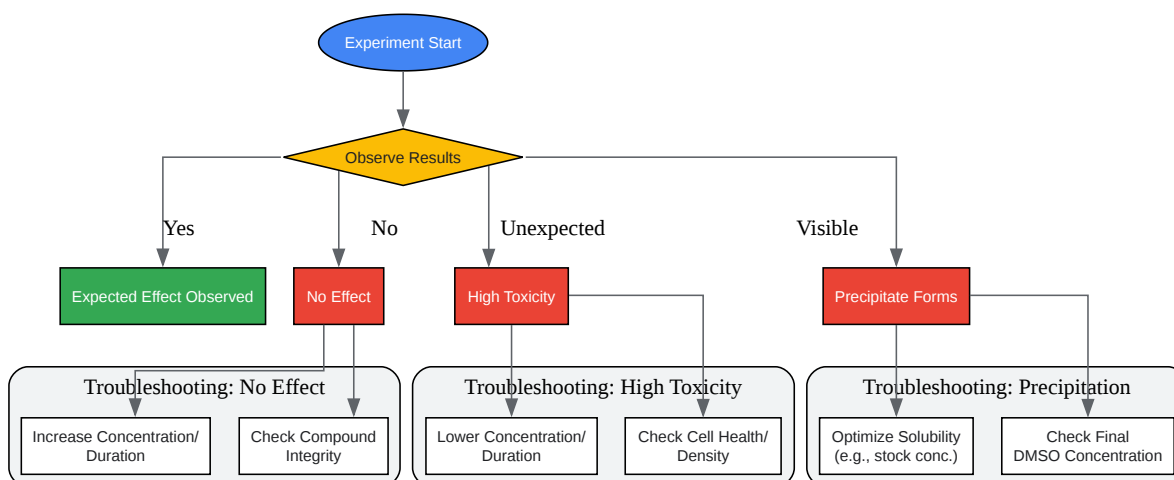 Experiment Start
Observe Results
Yes
No
Unexpected
Visible
Expected Effect Observed
No Effect
High Toxicity
Precipitate Forms
Troubleshooting: No Effect
Troubleshooting: High Toxicity
Troubleshooting: Precipitation
Increase Concentration/
Duration
Check Compound
Integrity
Lower Concentration/
Duration
Check Cell Health/
Density
Optimize Solubility
(e.g., stock conc.)
Check Final
DMSO Concentration